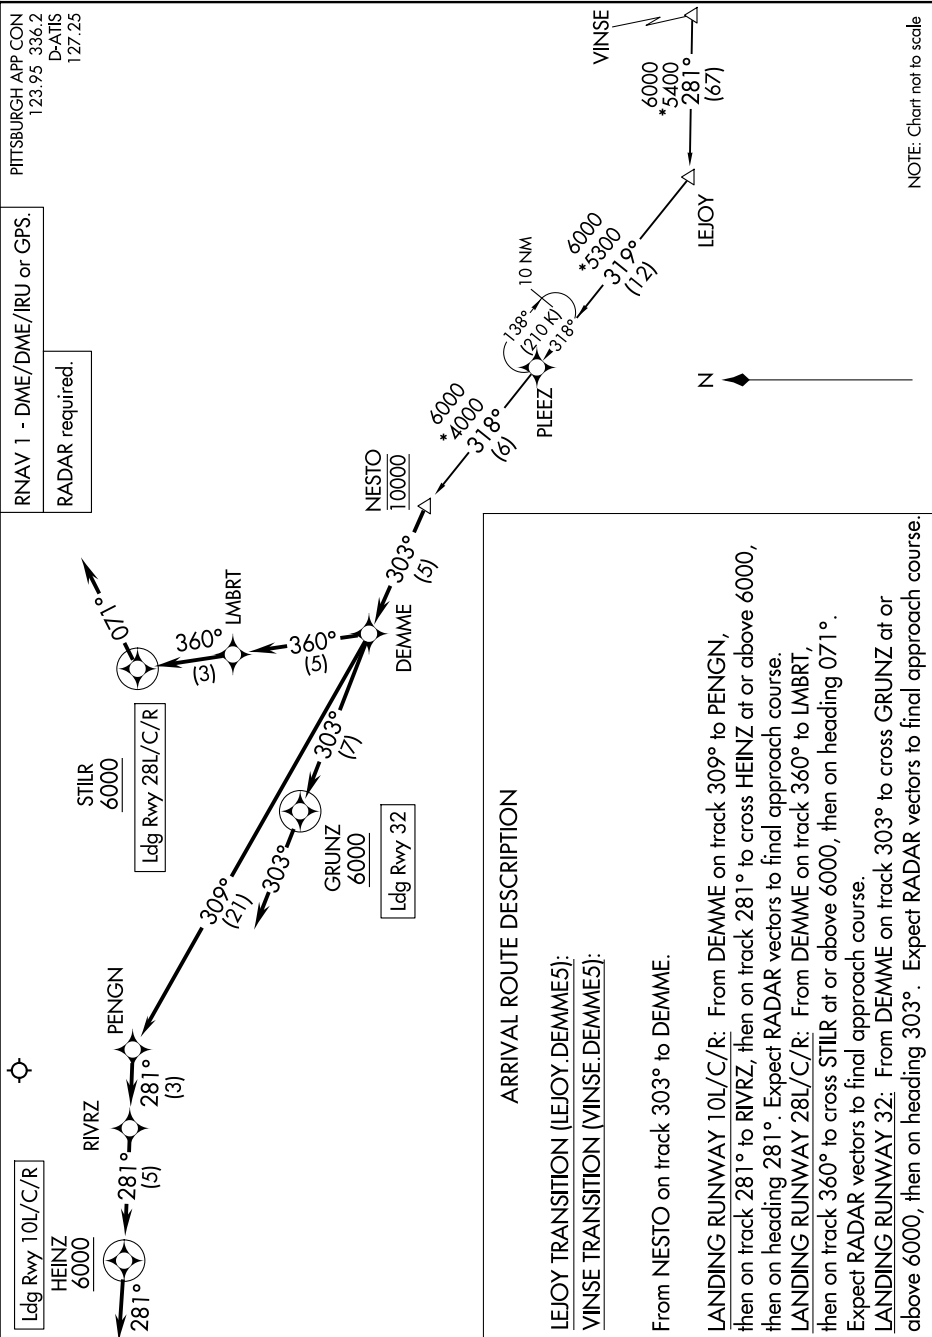 PITTSBURGH APP CON
123.95 336.2
D-ATIS
127.25
RNAV 1 - DME/DME/IRU or GPS.
RADAR required.
VINSE
6000
*5400
281°
(67)
LEJOY
6000
*5300
319°
(12)
10 NM
138°
(210 K)
318°
PLEEZ
6000
*4000
318°
(6)
NESTO
10000
303°
(5)
DEMME
360°
(5)
LMBRT
360°
(3)
071°
STILR
6000
Ldg Rwy 28L/C/R
303°
(7)
GRUNZ
6000
Ldg Rwy 32
303°
309°
(21)
PENGN
281°
(3)
RIVRZ
281°
(5)
Ldg Rwy 10L/C/R
HEINZ
6000
281°
N
NOTE: Chart not to scale
ARRIVAL ROUTE DESCRIPTION
LEJOY TRANSITION (LEJOY.DEMME5):
VINSE TRANSITION (VINSE.DEMME5):
From NESTO on track 303° to DEMME.
LANDING RUNWAY 10L/C/R: From DEMME on track 309° to PENGN,
then on track 281° to RIVRZ, then on track 281° to cross HEINZ at or above 6000,
then on heading 281°. Expect RADAR vectors to final approach course.
LANDING RUNWAY 28L/C/R: From DEMME on track 360° to LMBRT,
then on track 360° to cross STILR at or above 6000, then on heading 071°.
Expect RADAR vectors to final approach course.
LANDING RUNWAY 32: From DEMME on track 303° to cross GRUNZ at or
above 6000, then on heading 303°. Expect RADAR vectors to final approach course.